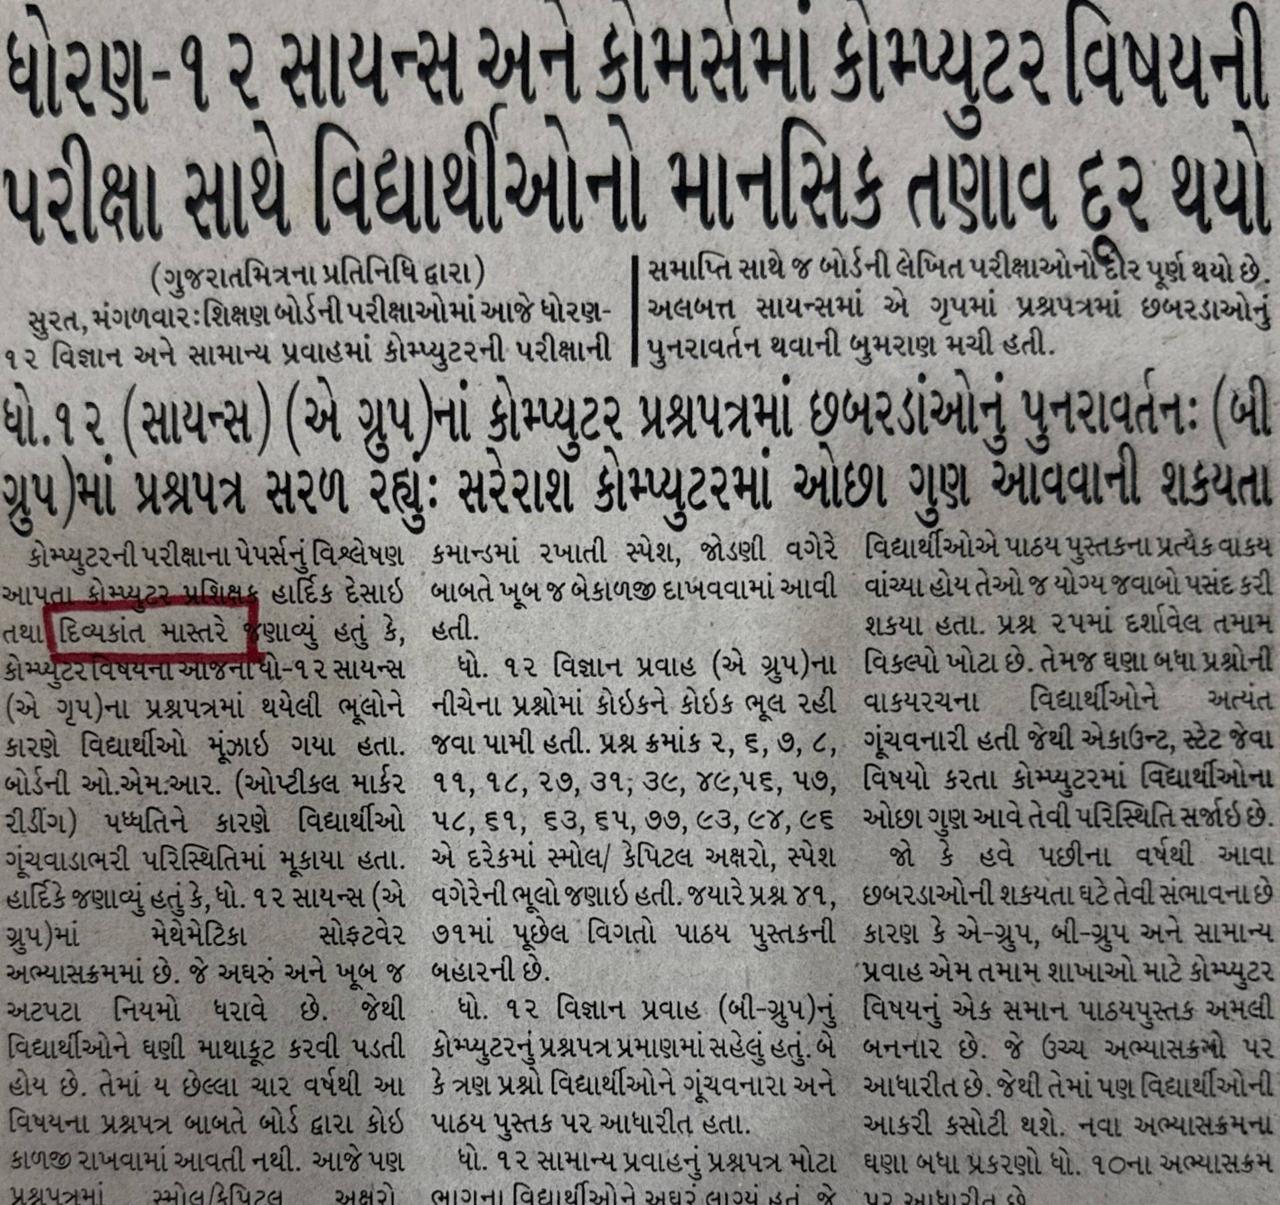 ધોરણ-૧૨ સાયન્સ અને કોમર્સમાં કોમ્પ્યુટર વિષયની
પરીક્ષા સાથે વિદ્યાર્થીઓનો માનસિક તણાવ દૂર થયો
(ગુજરાતમિત્રના પ્રતિનિધિ દ્વારા)
સુરત, મંગળવાર: શિક્ષણ બોર્ડની પરીક્ષાઓમાં આજે ધોરણ-
૧૨ વિજ્ઞાન અને સામાન્ય પ્રવાહમાં કોમ્પ્યુટરની પરીક્ષાની
સમાપ્તિ સાથે જ બોર્ડની લેખિત પરીક્ષાઓનો દૌર પૂર્ણ થયો છે.
અલબત્ત સાયન્સમાં એ ગૃપમાં પ્રશ્નપત્રમાં છબરડાઓનું
પુનરાવર્તન થવાની બુમરાણ મચી હતી.
ધો.૧૨ (સાયન્સ) (એ ગ્રુપ)નાં કોમ્પ્યુટર પ્રશ્નપત્રમાં છબરડાંઓનું પુનરાવર્તન: (બી
ગ્રુપ)માં પ્રશ્નપત્ર સરળ રહ્યું: સરેરાશ કોમ્પ્યુટરમાં ઓછા ગુણ આવવાની શકયતા
કોમ્પ્યુટરની પરીક્ષાના પેપર્સનું વિશ્લેષણ
આપતા કોમ્પ્યુટર પ્રશિક્ષક હાર્દિક દેસાઇ
તથા દિવ્યકાંત માસ્તરે જણાવ્યું હતું કે,
કોમ્પ્યુટર વિષયના આજના ધો-૧૨ સાયન્સ
(એ ગૃપ)ના પ્રશ્નપત્રમાં થયેલી ભૂલોને
કારણે વિદ્યાર્થીઓ મૂંઝાઇ ગયા હતા.
બોર્ડની ઓ.એમ.આર. (ઓપ્ટીકલ માર્કર
રીડીંગ) પધ્ધતિને કારણે વિદ્યાર્થીઓ
ગૂંચવાડાભરી પરિસ્થિતિમાં મૂકાયા હતા.
હાર્દિકે જણાવ્યું હતું કે, ધો. ૧૨ સાયન્સ (એ
ગ્રુપ)માં મેથેમેટિકા સોફટવેર
અભ્યાસક્રમમાં છે. જે અઘરું અને ખૂબ જ
અટપટા નિયમો ધરાવે છે. જેથી
વિદ્યાર્થીઓને ઘણી માથાકૂટ કરવી પડતી
હોય છે. તેમાં ય છેલ્લા ચાર વર્ષથી આ
વિષયના પ્રશ્નપત્ર બાબતે બોર્ડ દ્વારા કોઇ
કાળજી રાખવામાં આવતી નથી. આજે પણ
પ્રશ્નપત્રમાં સ્મોલ/કેપિટલ અક્ષરો,
કમાન્ડમાં રખાતી સ્પેશ, જોડણી વગેરે
બાબતે ખૂબ જ બેકાળજી દાખવવામાં આવી
હતી.
ધો. ૧૨ વિજ્ઞાન પ્રવાહ (એ ગ્રુપ)ના
નીચેના પ્રશ્નોમાં કોઇકને કોઇક ભૂલ રહી
જવા પામી હતી. પ્રશ્ન ક્રમાંક ૨, ૬, ૭, ૮,
૧૧, ૧૮, ૨૭, ૩૧; ૩૯, ૪૯,૫૬, ૫૭,
૫૮, ૬૧, ૬૩, ૬૫, ૭૭, ૯૩, ૯૪, ૯૬
એ દરેકમાં સ્મોલ/ કેપિટલ અક્ષરો, સ્પેશ
વગેરેની ભૂલો જણાઇ હતી. જયારે પ્રશ્ન ૪૧,
૭૧માં પૂછેલ વિગતો પાઠય પુસ્તકની
બહારની છે.
ધો. ૧૨ વિજ્ઞાન પ્રવાહ (બી-ગ્રુપ)નું
કોમ્પ્યુટરનું પ્રશ્નપત્ર પ્રમાણમાં સહેલું હતું. બે
કે ત્રણ પ્રશ્નો વિદ્યાર્થીઓને ગૂંચવનારા અને
પાઠય પુસ્તક પર આધારીત હતા.
ધો. ૧૨ સામાન્ય પ્રવાહનું પ્રશ્નપત્ર મોટા
ભાગના વિદ્યાર્થીઓને અઘરું લાગ્યું હતું. જે
વિદ્યાર્થીઓએ પાઠય પુસ્તકના પ્રત્યેક વાકય
વાંચ્યા હોય તેઓ જ યોગ્ય જવાબો પસંદ કરી
શકયા હતા. પ્રશ્ન ૨૫માં દર્શાવેલ તમામ
વિકલ્પો ખોટા છે. તેમજ ઘણા બધા પ્રશ્નોની
વાકયરચના વિદ્યાર્થીઓને અત્યંત
ગૂંચવનારી હતી જેથી એકાઉન્ટ, સ્ટેટ જેવા
વિષયો કરતા કોમ્પ્યુટરમાં વિદ્યાર્થીઓના
ઓછા ગુણ આવે તેવી પરિસ્થિતિ સર્જાઇ છે.
જો કે હવે પછીના વર્ષથી આવા
છબરડાઓની શકયતા ઘટે તેવી સંભાવના છે
કારણ કે એ-ગ્રુપ, બી-ગ્રુપ અને સામાન્ય
પ્રવાહ એમ તમામ શાખાઓ માટે કોમ્પ્યુટર
વિષયનું એક સમાન પાઠયપુસ્તક અમલી
બનનાર છે. જે ઉચ્ચ અભ્યાસક્રમો પર
આધારીત છે. જેથી તેમાં પણ વિદ્યાર્થીઓની
આકરી કસોટી થશે. નવા અભ્યાસક્રમના
ઘણા બધા પ્રકરણો ધો. ૧૦ના અભ્યાસક્રમ
પર આધારીત છે.